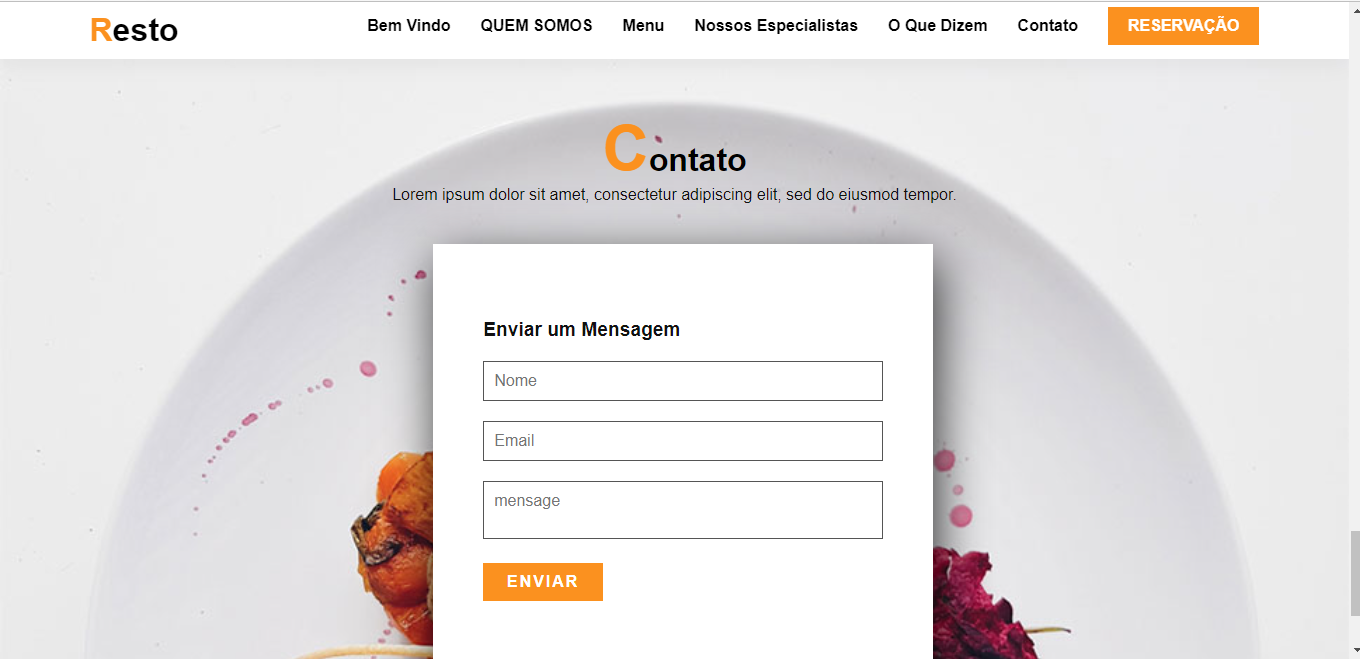 Resto
Bem Vindo QUEM SOMOS Menu Nossos Especialistas O Que Dizem Contato RESERVAÇÃO
Contato
Lorem ipsum dolor sit amet, consectetur adipiscing elit, sed do eiusmod tempor.
Enviar um Mensagem
Nome
Email
mensage
ENVIAR